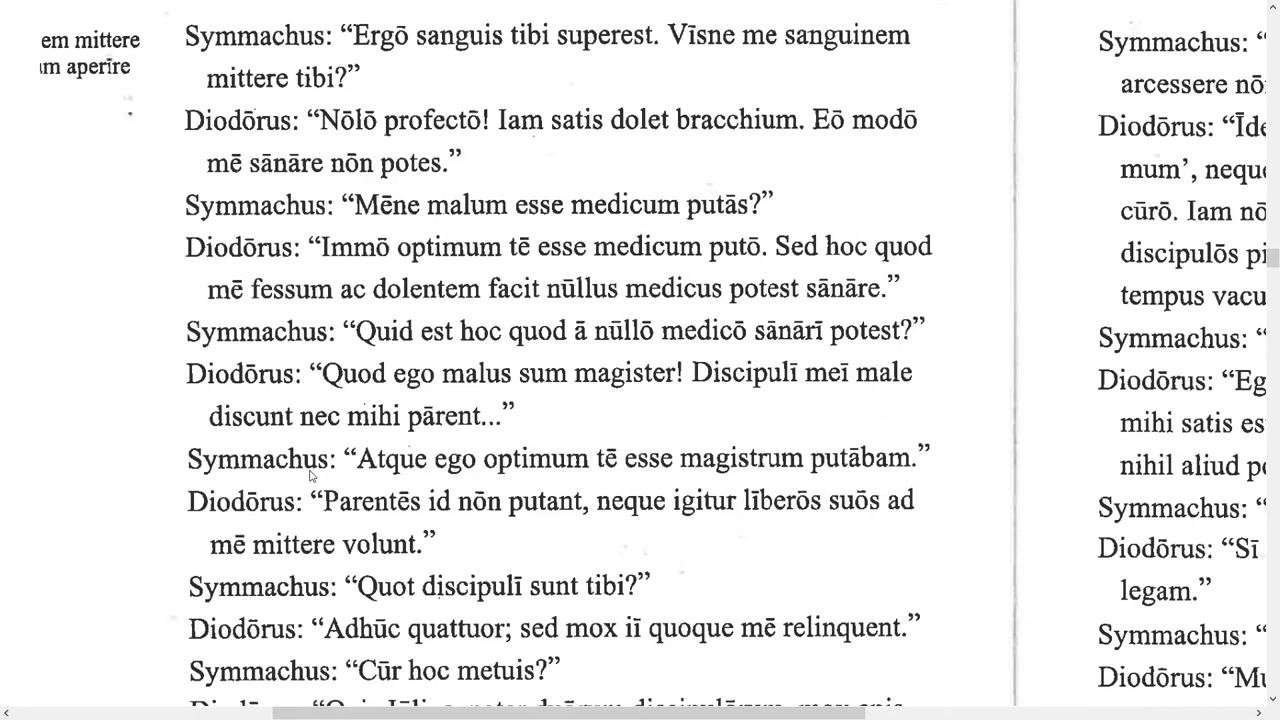 em mittere
m aperīre
Symmachus: “Ergō sanguis tibi superest. Vīsne me sanguinem
mittere tibi?”
Diodōrus: “Nōlō profectō! Iam satis dolet bracchium. Eō modō
mē sānāre nōn potes.”
Symmachus: “Mēne malum esse medicum putās?”
Diodōrus: “Immō optimum tē esse medicum putō. Sed hoc quod
mē fessum ac dolentem facit nūllus medicus potest sānāre.”
Symmachus: “Quid est hoc quod ā nūllō medicō sānārī potest?”
Diodōrus: “Quod ego malus sum magister! Discipulī meī male
discunt nec mihi pārent...”
Symmachus: “Atque ego optimum tē esse magistrum putābam.”
Diodōrus: “Parentēs id nōn putant, neque igitur līberōs suōs ad
mē mittere volunt.”
Symmachus: “Quot discipulī sunt tibi?”
Diodōrus: “Adhūc quattuor; sed mox iī quoque mē relinquent.”
Symmachus: “Cūr hoc metuis?”
Symmachus: “
arcessere nō
Diodōrus: “Īde
mum’, neque
cūrō. Iam nō
discipulōs pi
tempus vacu
Symmachus: “
Diodōrus: “Eg
mihi satis es
nihil aliud po
Symmachus: “
Diodōrus: “Sī
legam.”
Symmachus: “
Diodōrus: “Mu